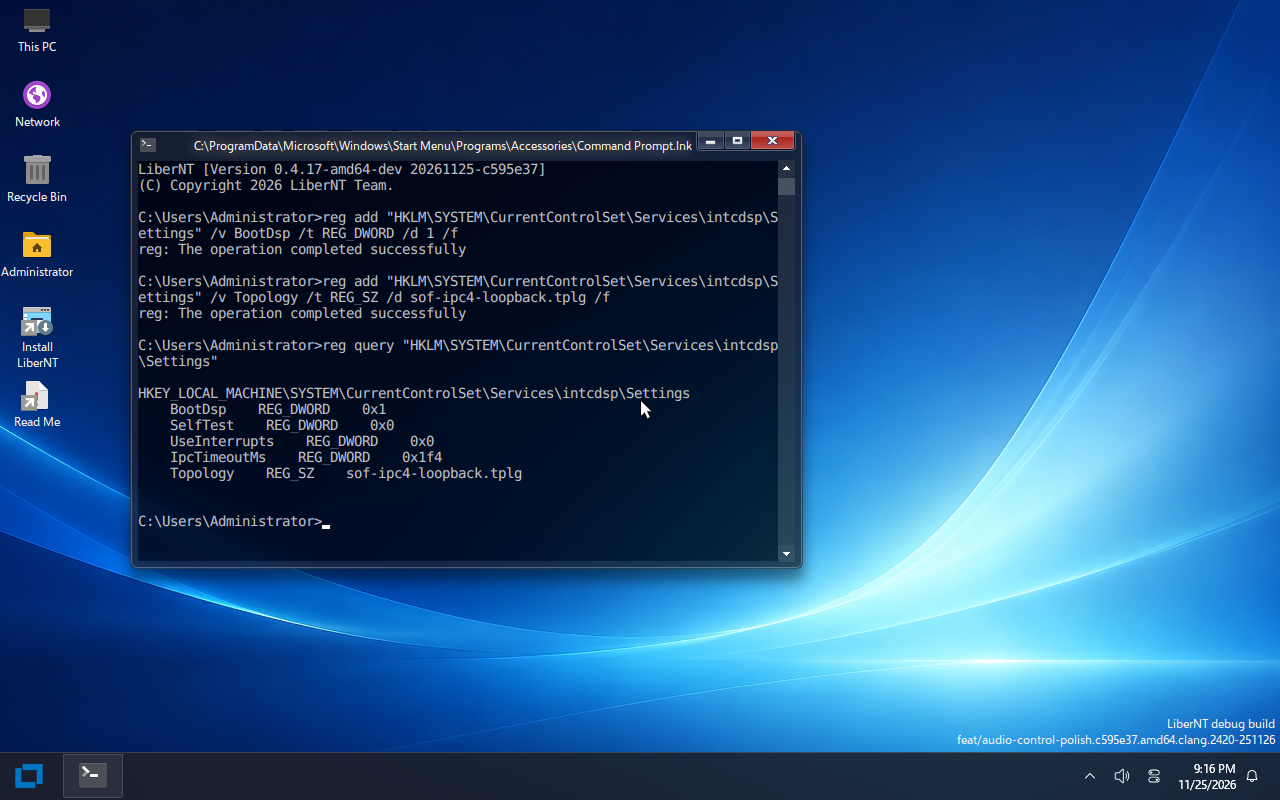 This PC
Network
Recycle Bin
Administrator
Install
LiberNT
Read Me
C:\ProgramData\Microsoft\Windows\Start Menu\Programs\Accessories\Command Prompt.lnk
LiberNT [Version 0.4.17-amd64-dev 20261125-c595e37]
(C) Copyright 2026 LiberNT Team.
C:\Users\Administrator>reg add "HKLM\SYSTEM\CurrentControlSet\Services\intcdsp\S
ettings" /v BootDsp /t REG_DWORD /d 1 /f
reg: The operation completed successfully
C:\Users\Administrator>reg add "HKLM\SYSTEM\CurrentControlSet\Services\intcdsp\S
ettings" /v Topology /t REG_SZ /d sof-ipc4-loopback.tplg /f
reg: The operation completed successfully
C:\Users\Administrator>reg query "HKLM\SYSTEM\CurrentControlSet\Services\intcdsp
\Settings"
HKEY_LOCAL_MACHINE\SYSTEM\CurrentControlSet\Services\intcdsp\Settings
BootDsp    REG_DWORD    0x1
SelfTest    REG_DWORD    0x0
UseInterrupts    REG_DWORD    0x0
IpcTimeoutMs    REG_DWORD    0x1f4
Topology    REG_SZ    sof-ipc4-loopback.tplg
C:\Users\Administrator>
LiberNT debug build
feat/audio-control-polish.c595e37.amd64.clang.2420-251126
9:16 PM
11/25/2026